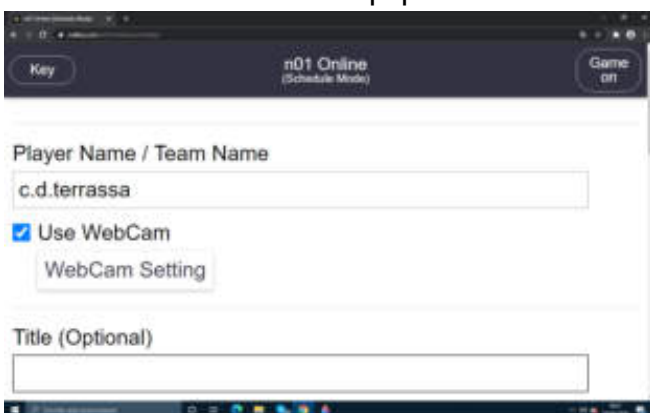 Key
n01 Online
(Schedule Mode)
Game
on
Player Name / Team Name
c.d.terrassa
Use WebCam
WebCam Setting
Title (Optional)